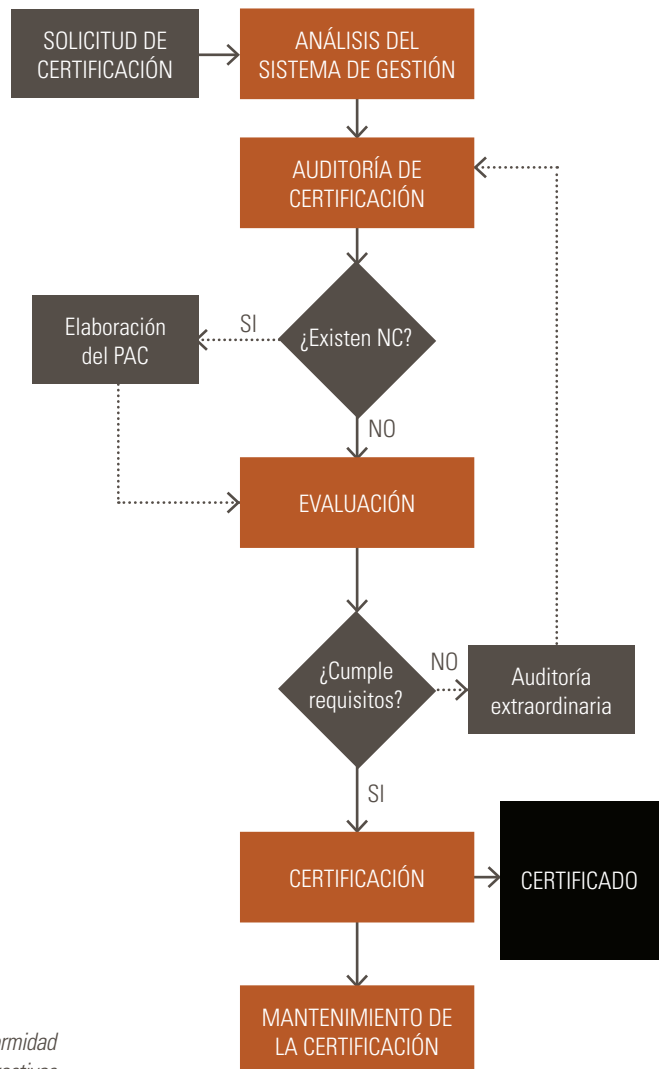 SOLICITUD DE
CERTIFICACIÓN
ANÁLISIS DEL
SISTEMA DE GESTIÓN
AUDITORÍA DE
CERTIFICACIÓN
¿Existen NC?
SI
Elaboración
del PAC
NO
EVALUACIÓN
¿Cumple
requisitos?
NO
Auditoría
extraordinaria
SI
CERTIFICACIÓN
CERTIFICADO
MANTENIMIENTO DE
LA CERTIFICACIÓN
rmidad